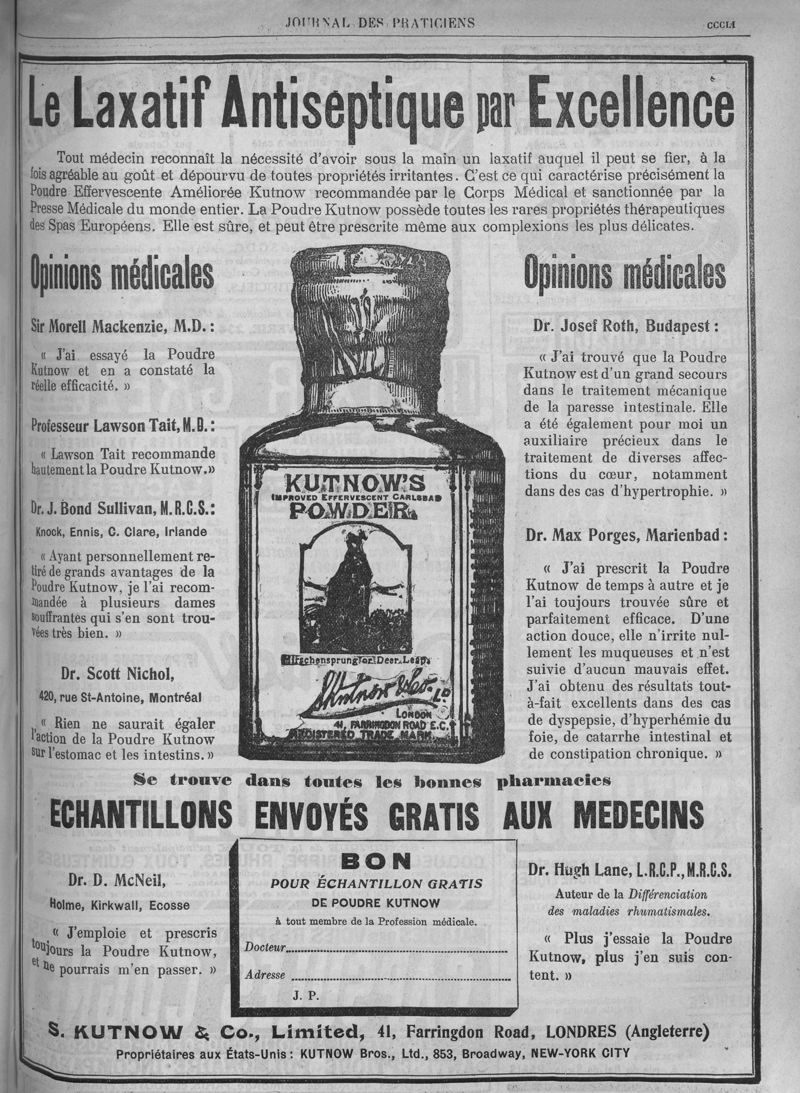 JOURNAL DES PRATICIENS
Le Laxatif Antiseptique par Excellence
Tout médecin reconnaît la nécessité d'avoir sous la main un laxatif auquel il peut se fier, à la
fois agréable au goût et dépourvu de toutes propriétés irritantes. C'est ce qui caractérise précisément la
Poudre Effervescente Améliorée Kutnow recommandée par le Corps Médical et sanctionnée par la
Presse Médicale du monde entier. La Poudre Kutnow possède toutes les rares propriétés thérapeutiques
des Spas Européens. Elle est sûre, et peut être prescrite même aux complexions les plus délicates.
Opinions médicales
Sir Morell Mackenzie, M.D. :
« J'ai essayé la Poudre
Kutnow et en a constaté la
réelle efficacité. »
Professeur Lawson Tait, M.D.:
« Lawson Tait recommande
hautement la Poudre Kutnow.»
Dr. J. Bond Sullivan, M.R.C.S.:
Knock, Ennis, C. Clare, Irlande
« Ayant personnellement re-
tiré de grands avantages de la
Poudre Kutnow, je l'ai recom-
mandée à plusieurs dames
souffrantes qui s'en sont trou-
vées très bien. »
Dr. Scott Nichol,
420, rue St-Antoine, Montréal
« Rien ne saurait égaler
l'action de la Poudre Kutnow
sur l'estomac et les intestins. »
KUTNOW'S
IMPROVED EFFERVESCENT CARLSBAD
POWDER
Hirschensprung or Deer Leap
S. Kutnow & Co. Ld
LONDON
41, FARRINGDON ROAD E.C.
REGISTERED TRADE MARK
Opinions médicales
Dr. Josef Roth, Budapest :
« J'ai trouvé que la Poudre
Kutnow est d'un grand secours
dans le traitement mécanique
de la paresse intestinale. Elle
a été également pour moi un
auxiliaire précieux dans le
traitement de diverses affec-
tions du cœur, notamment
dans des cas d'hypertrophie. »
Dr. Max Porges, Marienbad :
« J'ai prescrit la Poudre
Kutnow de temps à autre et je
l'ai toujours trouvée sûre et
parfaitement efficace. D'une
action douce, elle n'irrite nul-
lement les muqueuses et n'est
suivie d'aucun mauvais effet.
J'ai obtenu des résultats tout-
à-fait excellents dans des cas
de dyspepsie, d'hyperhémie du
foie, de catarrhe intestinal et
de constipation chronique. »
Se trouve dans toutes les bonnes pharmacies
ECHANTILLONS ENVOYÉS GRATIS AUX MEDECINS
Dr. D. McNeil,
Holme, Kirkwall, Ecosse
« J'emploie et prescris
toujours la Poudre Kutnow,
et ne pourrais m'en passer. »
BON
POUR ÉCHANTILLON GRATIS
DE POUDRE KUTNOW
à tout membre de la Profession médicale.
Docteur
Adresse
J. P.
Dr. Hugh Lane, L.R.C.P., M.R.C.S.
Auteur de la Différenciation
des maladies rhumatismales.
« Plus j'essaie la Poudre
Kutnow, plus j'en suis con-
tent. »
S. KUTNOW & Co., Limited, 41, Farringdon Road, LONDRES (Angleterre)
Propriétaires aux États-Unis : KUTNOW Bros., Ltd., 853, Broadway, NEW-YORK CITY